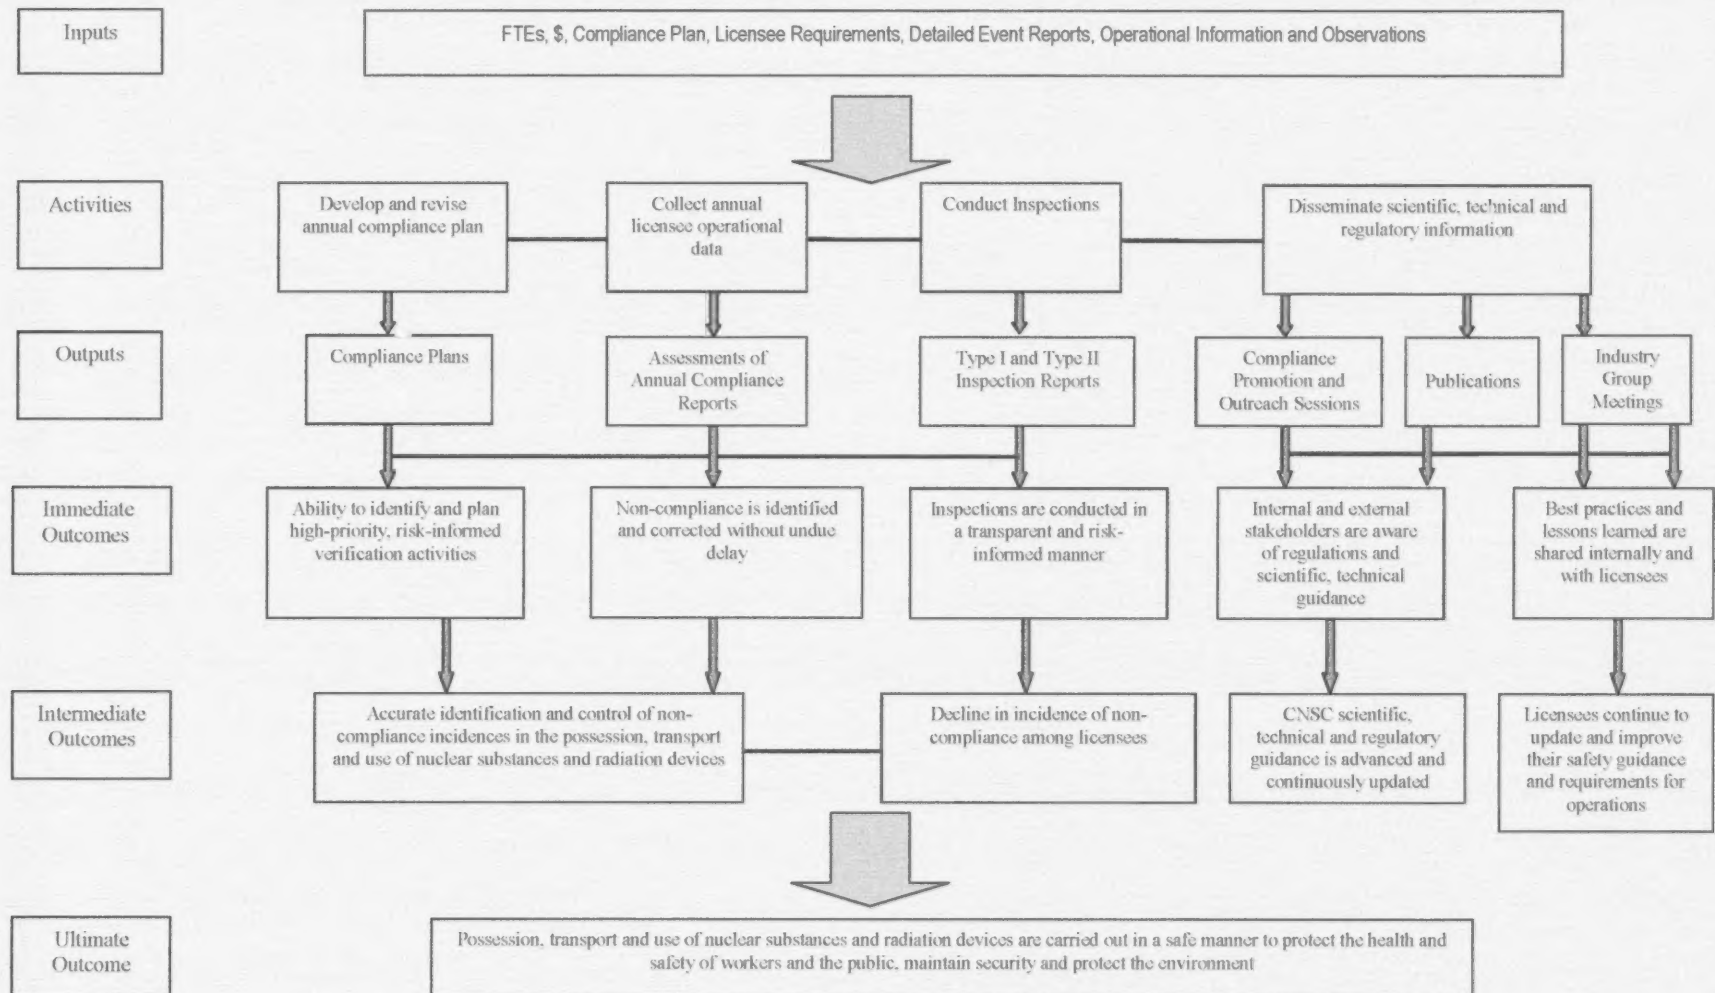 Inputs
FTEs, $, Compliance Plan, Licensee Requirements, Detailed Event Reports, Operational Information and Observations
Activities
Develop and revise
annual compliance plan
Collect annual
licensee operational
data
Conduct Inspections
Disseminate scientific, technical and
regulatory information
Outputs
Compliance Plans
Assessments of
Annual Compliance
Reports
Type I and Type II
Inspection Reports
Compliance
Promotion and
Outreach Sessions
Publications
Industry
Group
Meetings
Immediate
Outcomes
Ability to identify and plan
high-priority, risk-informed
verification activities
Non-compliance is identified
and corrected without undue
delay
Inspections are conducted in
a transparent and risk-
informed manner
Internal and external
stakeholders are aware
of regulations and
scientific, technical
guidance
Best practices and
lessons learned are
shared internally and
with licensees
Intermediate
Outcomes
Accurate identification and control of non-
compliance incidences in the possession, transport
and use of nuclear substances and radiation devices
Decline in incidence of non-
compliance among licensees
CNSC scientific,
technical and regulatory
guidance is advanced and
continuously updated
Licensees continue to
update and improve
their safety guidance
and requirements for
operations
Ultimate
Outcome
Possession, transport and use of nuclear substances and radiation devices are carried out in a safe manner to protect the health and
safety of workers and the public, maintain security and protect the environment